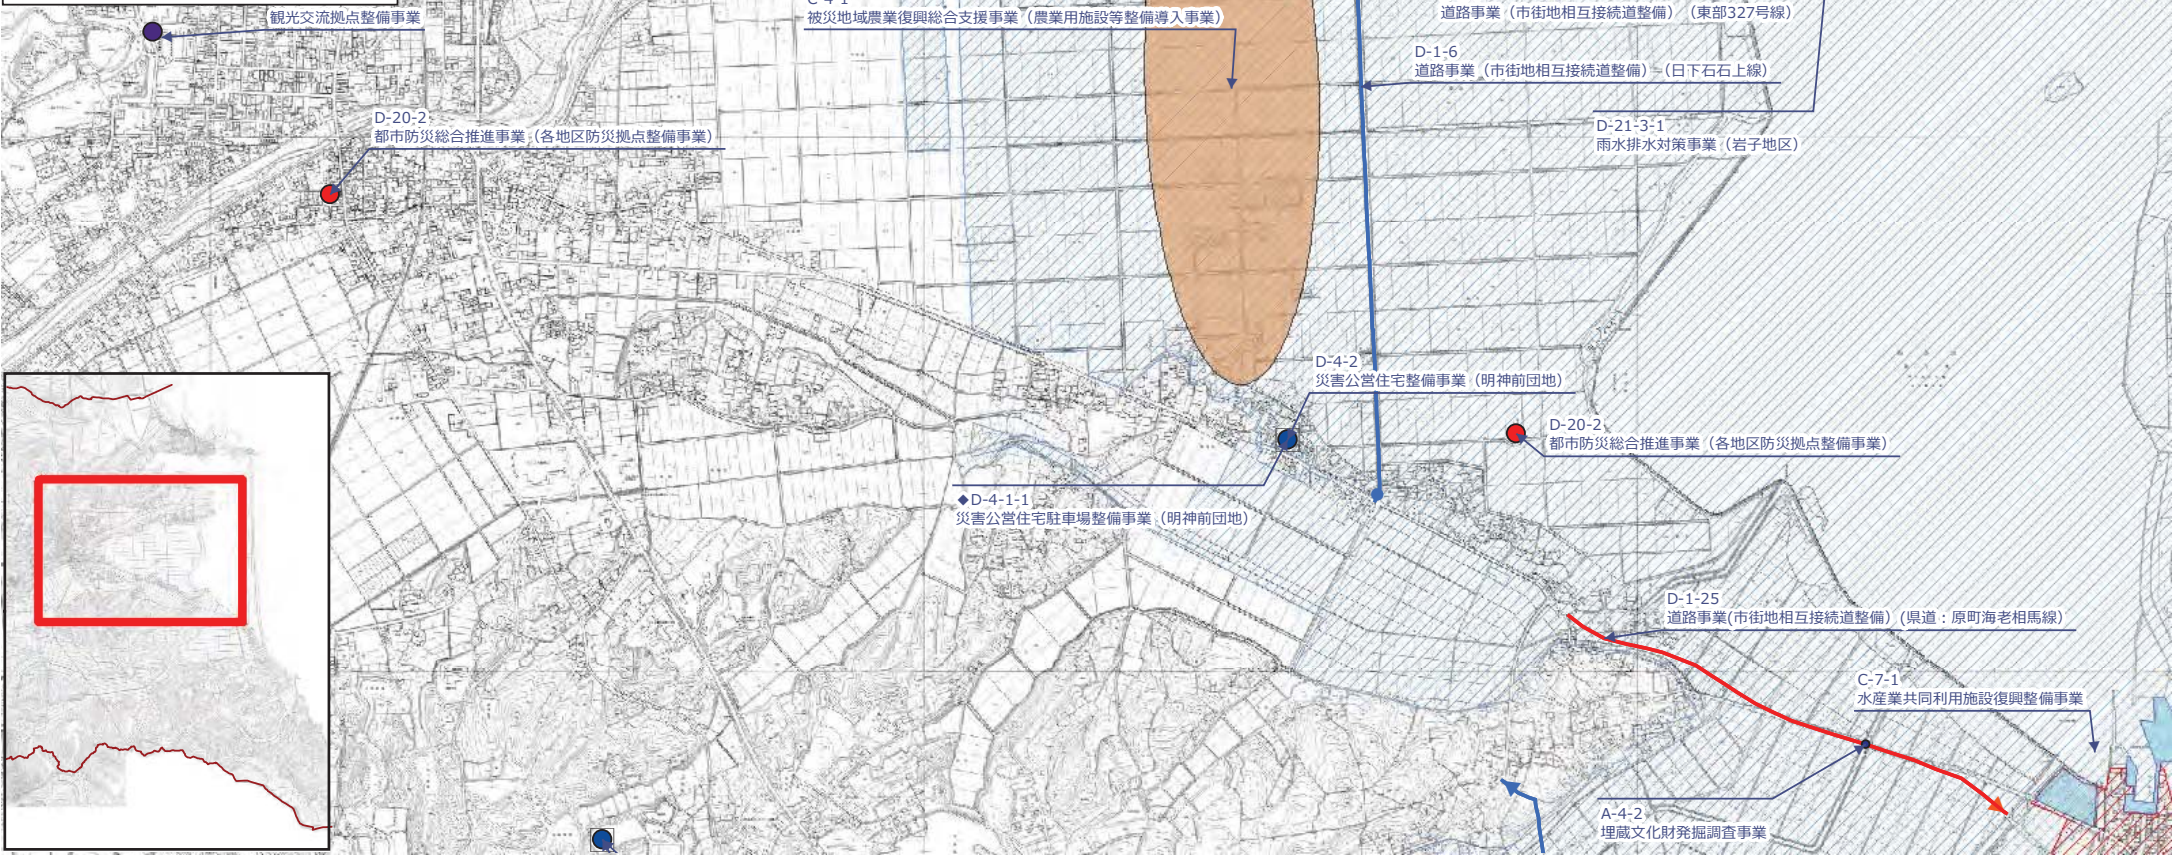 観光交流拠点整備事業
C-4-1
被災地域農業復興総合支援事業（農業用施設等整備導入事業）
道路事業（市街地相互接続道整備）（東部327号線）
D-1-6
道路事業（市街地相互接続道整備）（日下石石上線）
D-20-2
都市防災総合推進事業（各地区防災拠点整備事業）
D-21-3-1
雨水排水対策事業（岩子地区）
D-4-2
災害公営住宅整備事業（明神前団地）
D-20-2
都市防災総合推進事業（各地区防災拠点整備事業）
◆D-4-1-1
災害公営住宅駐車場整備事業（明神前団地）
D-1-25
道路事業(市街地相互接続道整備）(県道：原町海老相馬線）
C-7-1
水産業共同利用施設復興整備事業
A-4-2
埋蔵文化財発掘調査事業